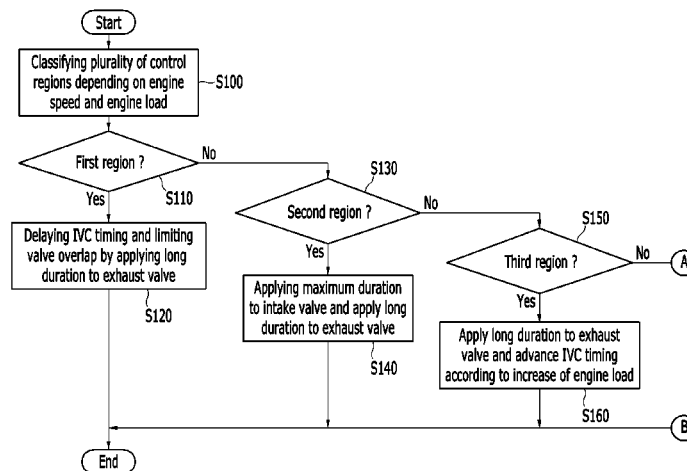 Start
Classifying plurality of control
regions depending on engine
speed and engine load
S100
First region ?
No
Yes
S110
Delaying IVC timing and limiting
valve overlap by applying long
duration to exhaust valve
S120
S130
Second region ?
No
Yes
Applying maximum duration
to intake valve and apply long
duration to exhaust valve
S140
S150
Third region ?
No
A
Yes
Apply long duration to exhaust
valve and advance IVC timing
according to increase of engine load
S160
B
End